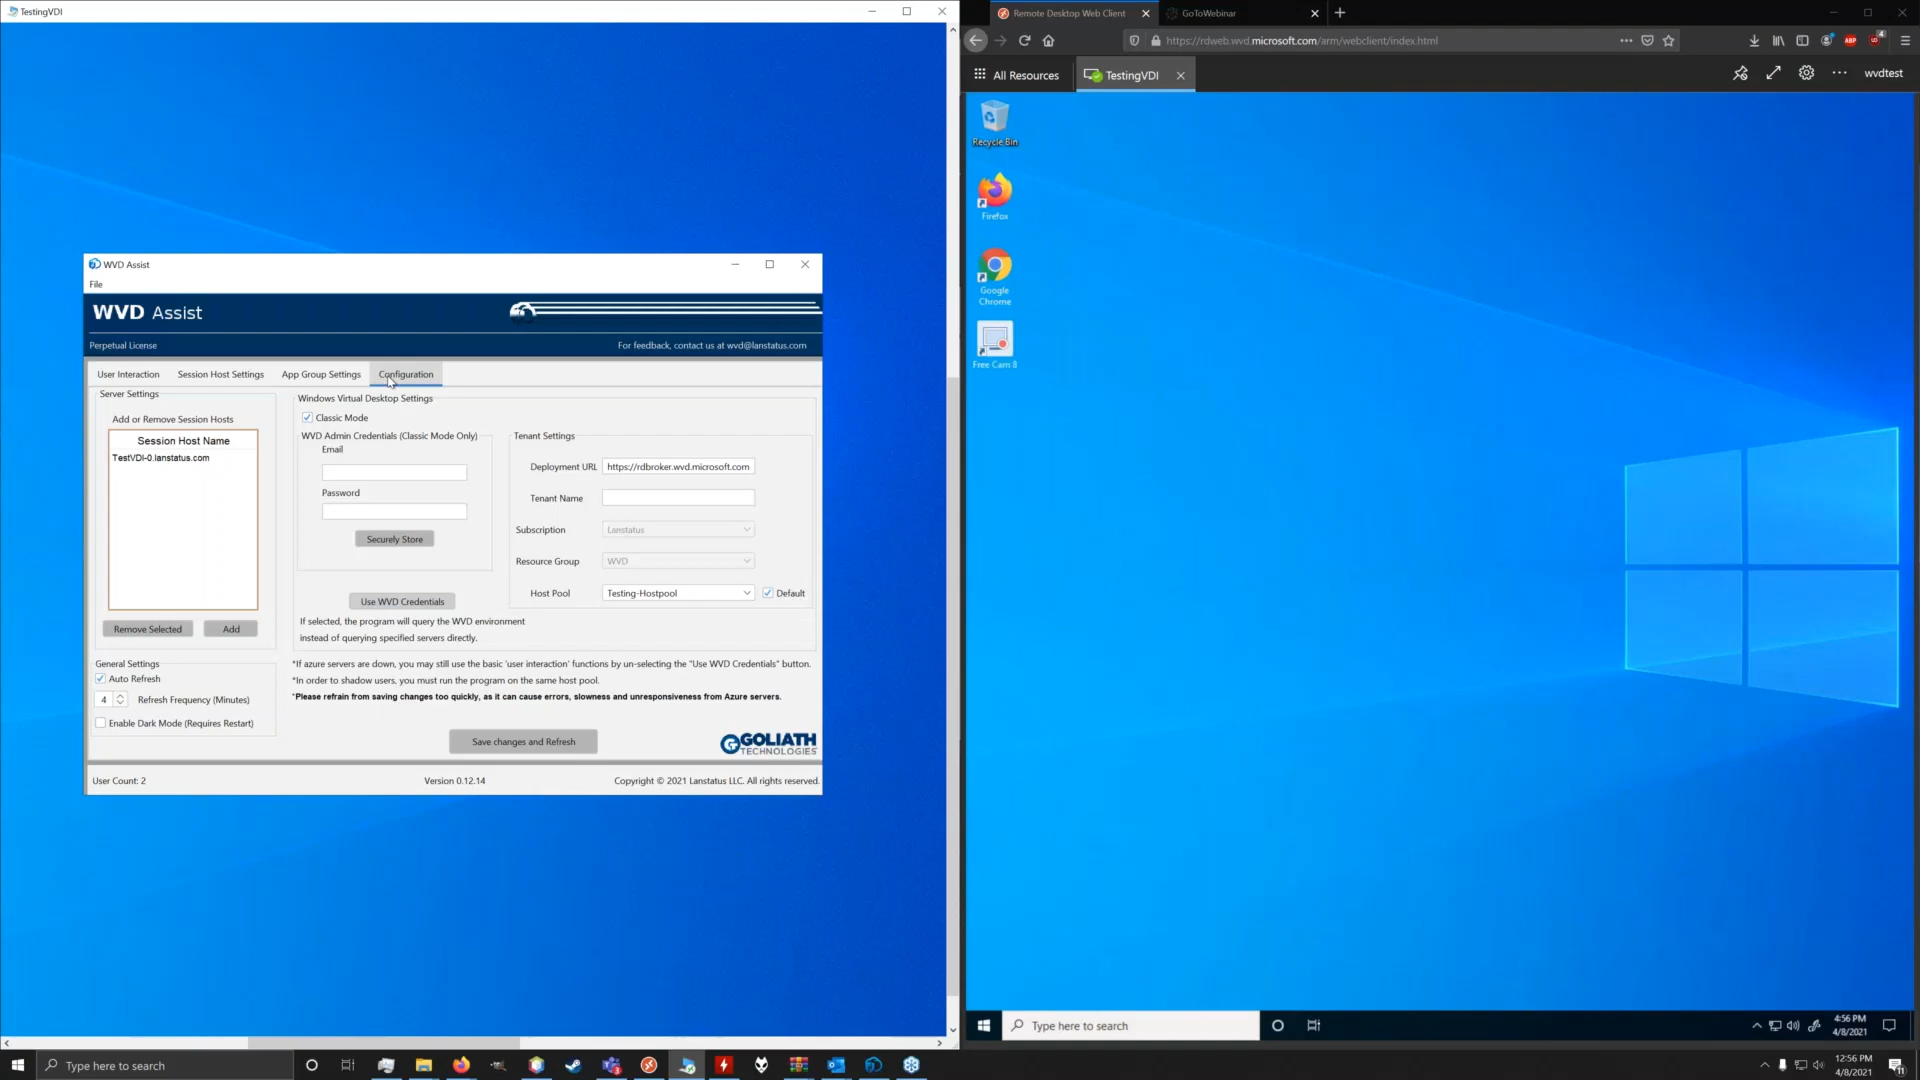 TestingVDI
WVD Assist
File
WVD Assist
Perpetual License
For feedback, contact us at wvd@lanstatus.com
User Interaction
Session Host Settings
App Group Settings
Configuration
Server Settings
Add or Remove Session Hosts
Session Host Name
TestVDI-0.lanstatus.com
Remove Selected
Add
General Settings
Auto Refresh
4
Refresh Frequency (Minutes)
Enable Dark Mode (Requires Restart)
Windows Virtual Desktop Settings
Classic Mode
WVD Admin Credentials (Classic Mode Only)
Email
Password
Securely Store
Use WVD Credentials
If selected, the program will query the WVD environment
instead of querying specified servers directly.
Tenant Settings
Deployment URL
https://rdbroker.wvd.microsoft.com
Tenant Name
Subscription
Lanstatus
Resource Group
WVD
Host Pool
Testing-Hostpool
Default
*If azure servers are down, you may still use the basic 'user interaction' functions by un-selecting the "Use WVD Credentials" button.
*In order to shadow users, you must run the program on the same host pool.
*Please refrain from saving changes too quickly, as it can cause errors, slowness and unresponsiveness from Azure servers.
Save changes and Refresh
GOLIATH
TECHNOLOGIES
User Count: 2
Version 0.12.14
Copyright © 2021 Lanstatus LLC. All rights reserved.
Type here to search
Remote Desktop Web Client
GoToWebinar
https://rdweb.wvd.microsoft.com/arm/webclient/index.html
ABP
4
All Resources
TestingVDI
wvdtest
Recycle Bin
Firefox
Google
Chrome
Free Cam 8
Type here to search
4:56 PM
4/8/2021
12:56 PM
4/8/2021